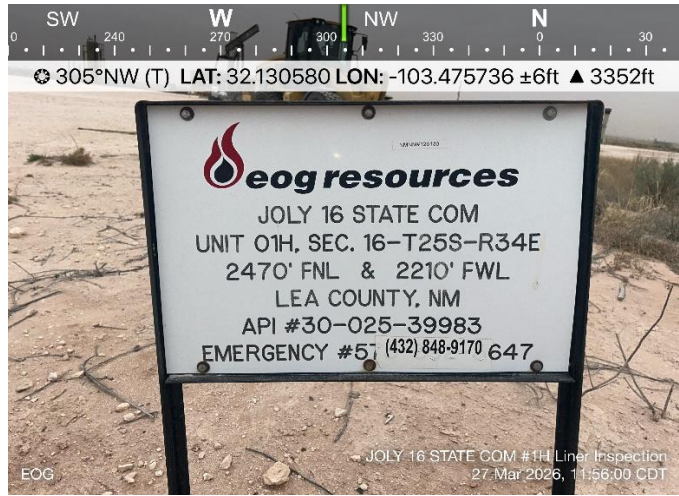 SW W NW N
0 240 270 300 330 0 30
305°NW (T) LAT: 32.130580 LON: -103.475736 ±6ft ▲ 3352ft
eog resources
JOLY 16 STATE COM
UNIT 01H, SEC. 16-T25S-R34E
2470' FNL & 2210' FWL
LEA COUNTY, NM
API #30-025-39983
EMERGENCY #57 (432) 848-9170 647
JOLY 16 STATE COM #1H Liner Inspection
EOG 27 Mar 2026, 11:56:00 CDT